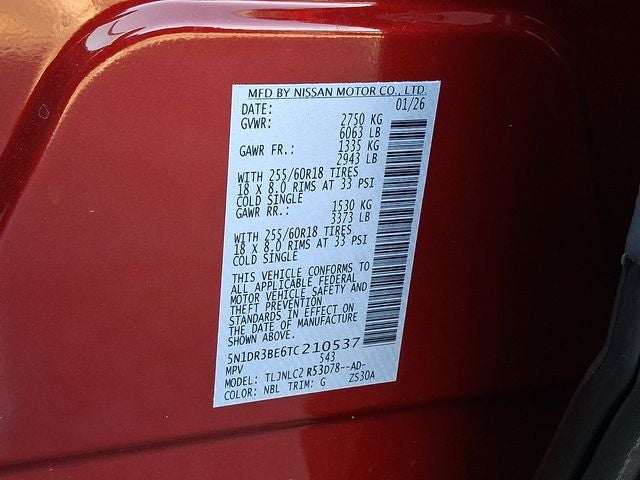 MFD BY NISSAN MOTOR CO., LTD.
DATE: 01/26
GVWR: 2750 KG
6063 LB
GAWR FR.: 1335 KG
2943 LB
WITH 255/60R18 TIRES
18 X 8.0 RIMS AT 33 PSI
COLD SINGLE
GAWR RR.: 1530 KG
3373 LB
WITH 255/60R18 TIRES
18 X 8.0 RIMS AT 33 PSI
COLD SINGLE
THIS VEHICLE CONFORMS TO
ALL APPLICABLE FEDERAL
MOTOR VEHICLE SAFETY AND
THEFT PREVENTION
STANDARDS IN EFFECT ON
THE DATE OF MANUFACTURE
SHOWN ABOVE.
5N1DR3BE6TC210537
MPV 543
MODEL: TLJNLC2 R53D78--AD-
COLOR: NBL TRIM: G ZS30A